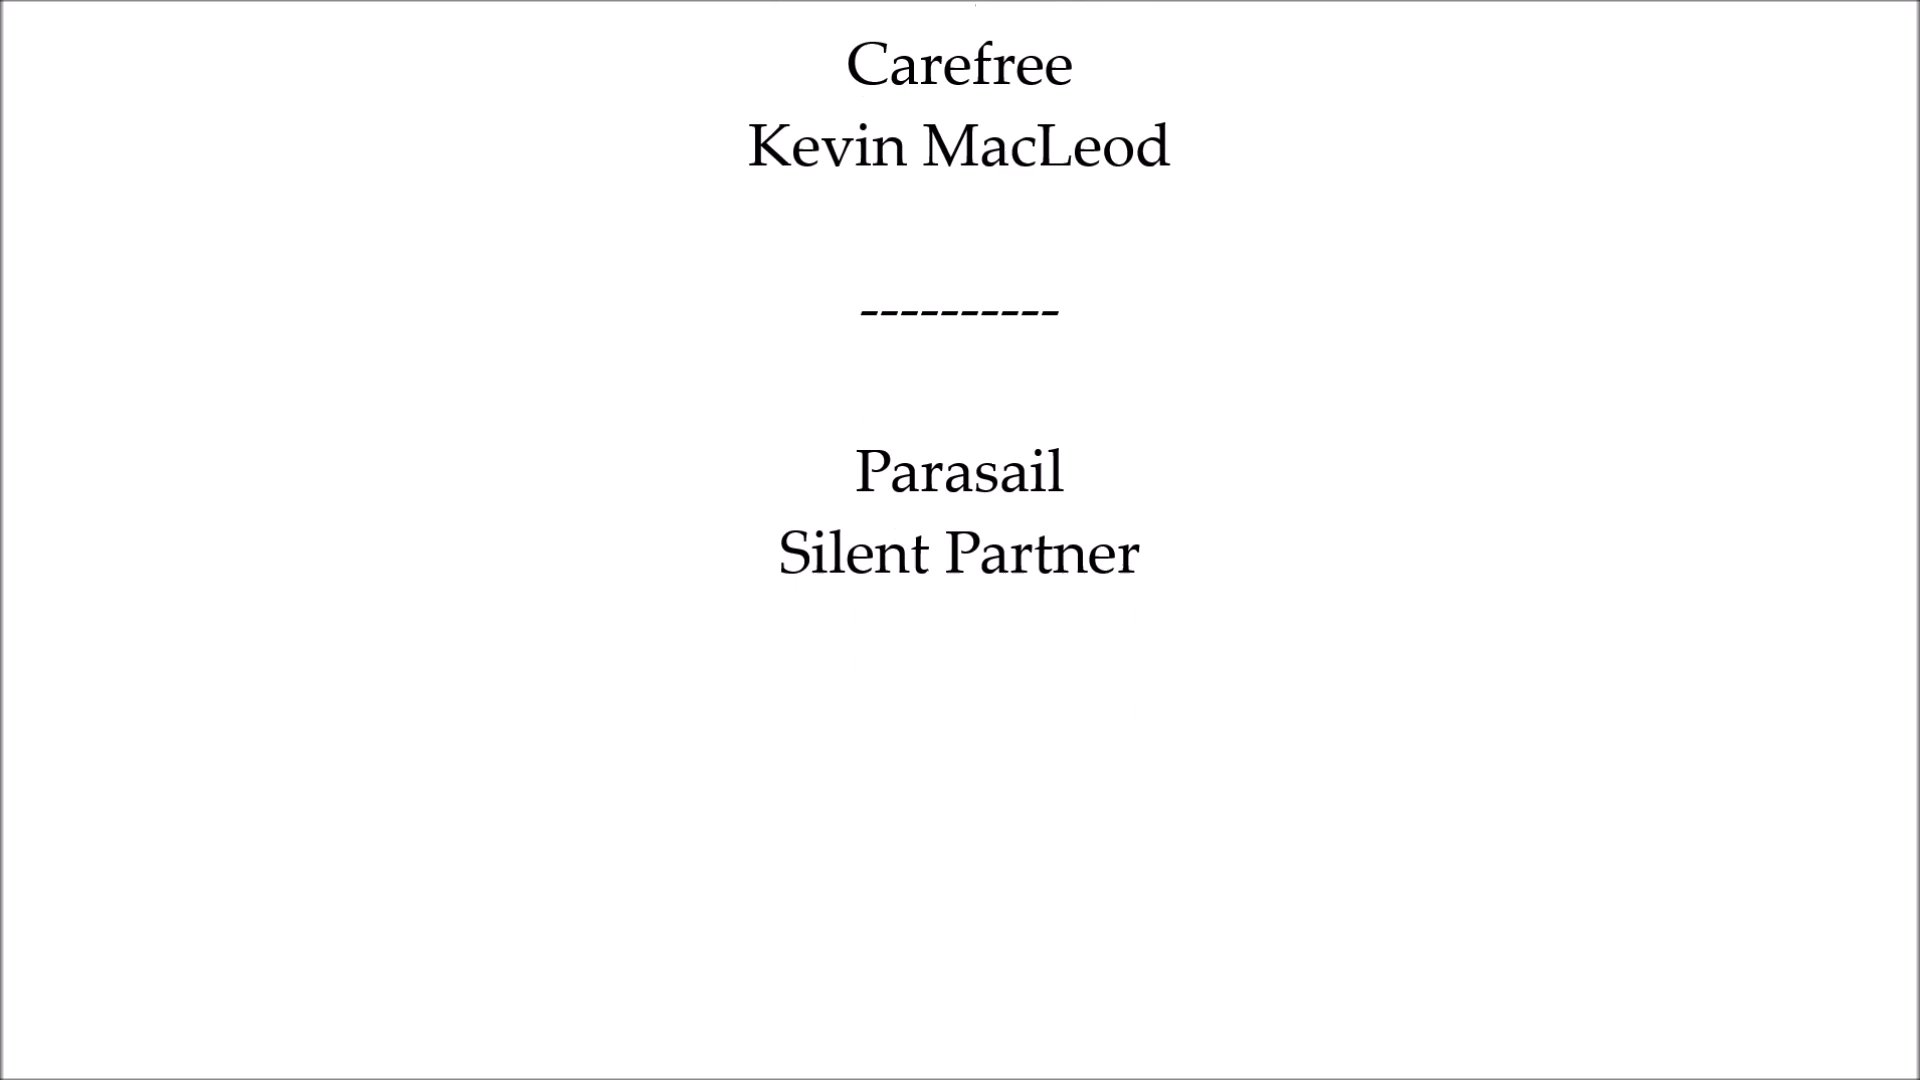 Carefree
Kevin MacLeod
----------
Parasail
Silent Partner